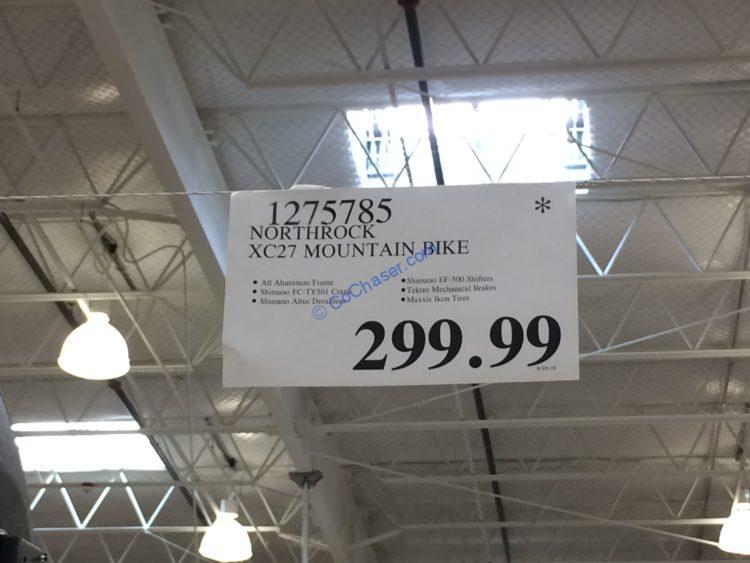 1275785
*
NORTHROCK
XC27 MOUNTAIN BIKE
• All Aluminum Frame
• Shimano FC-TY501 Crank
• Shimano Altus Derailleur
• Shimano EF-500 Shifters
• Tektro Mechanical Brakes
• Maxxis Ikon Tires
© CoChaser.com
299.99